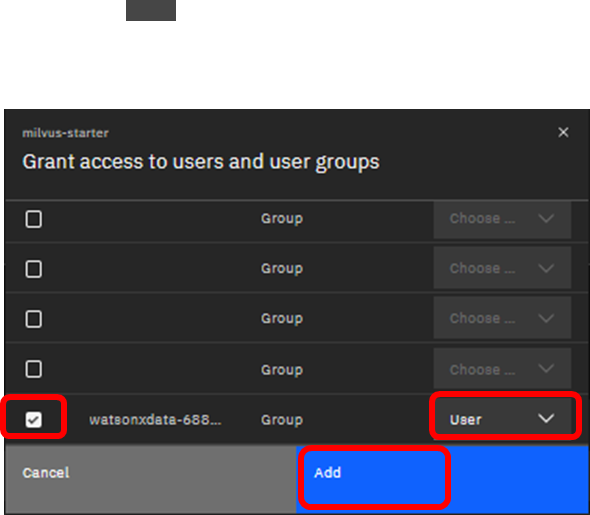 milvus-starter
Grant access to users and user groups
Group Choose ...
Group Choose ...
Group Choose ...
Group Choose ...
watsonxdata-688... Group User
Cancel Add